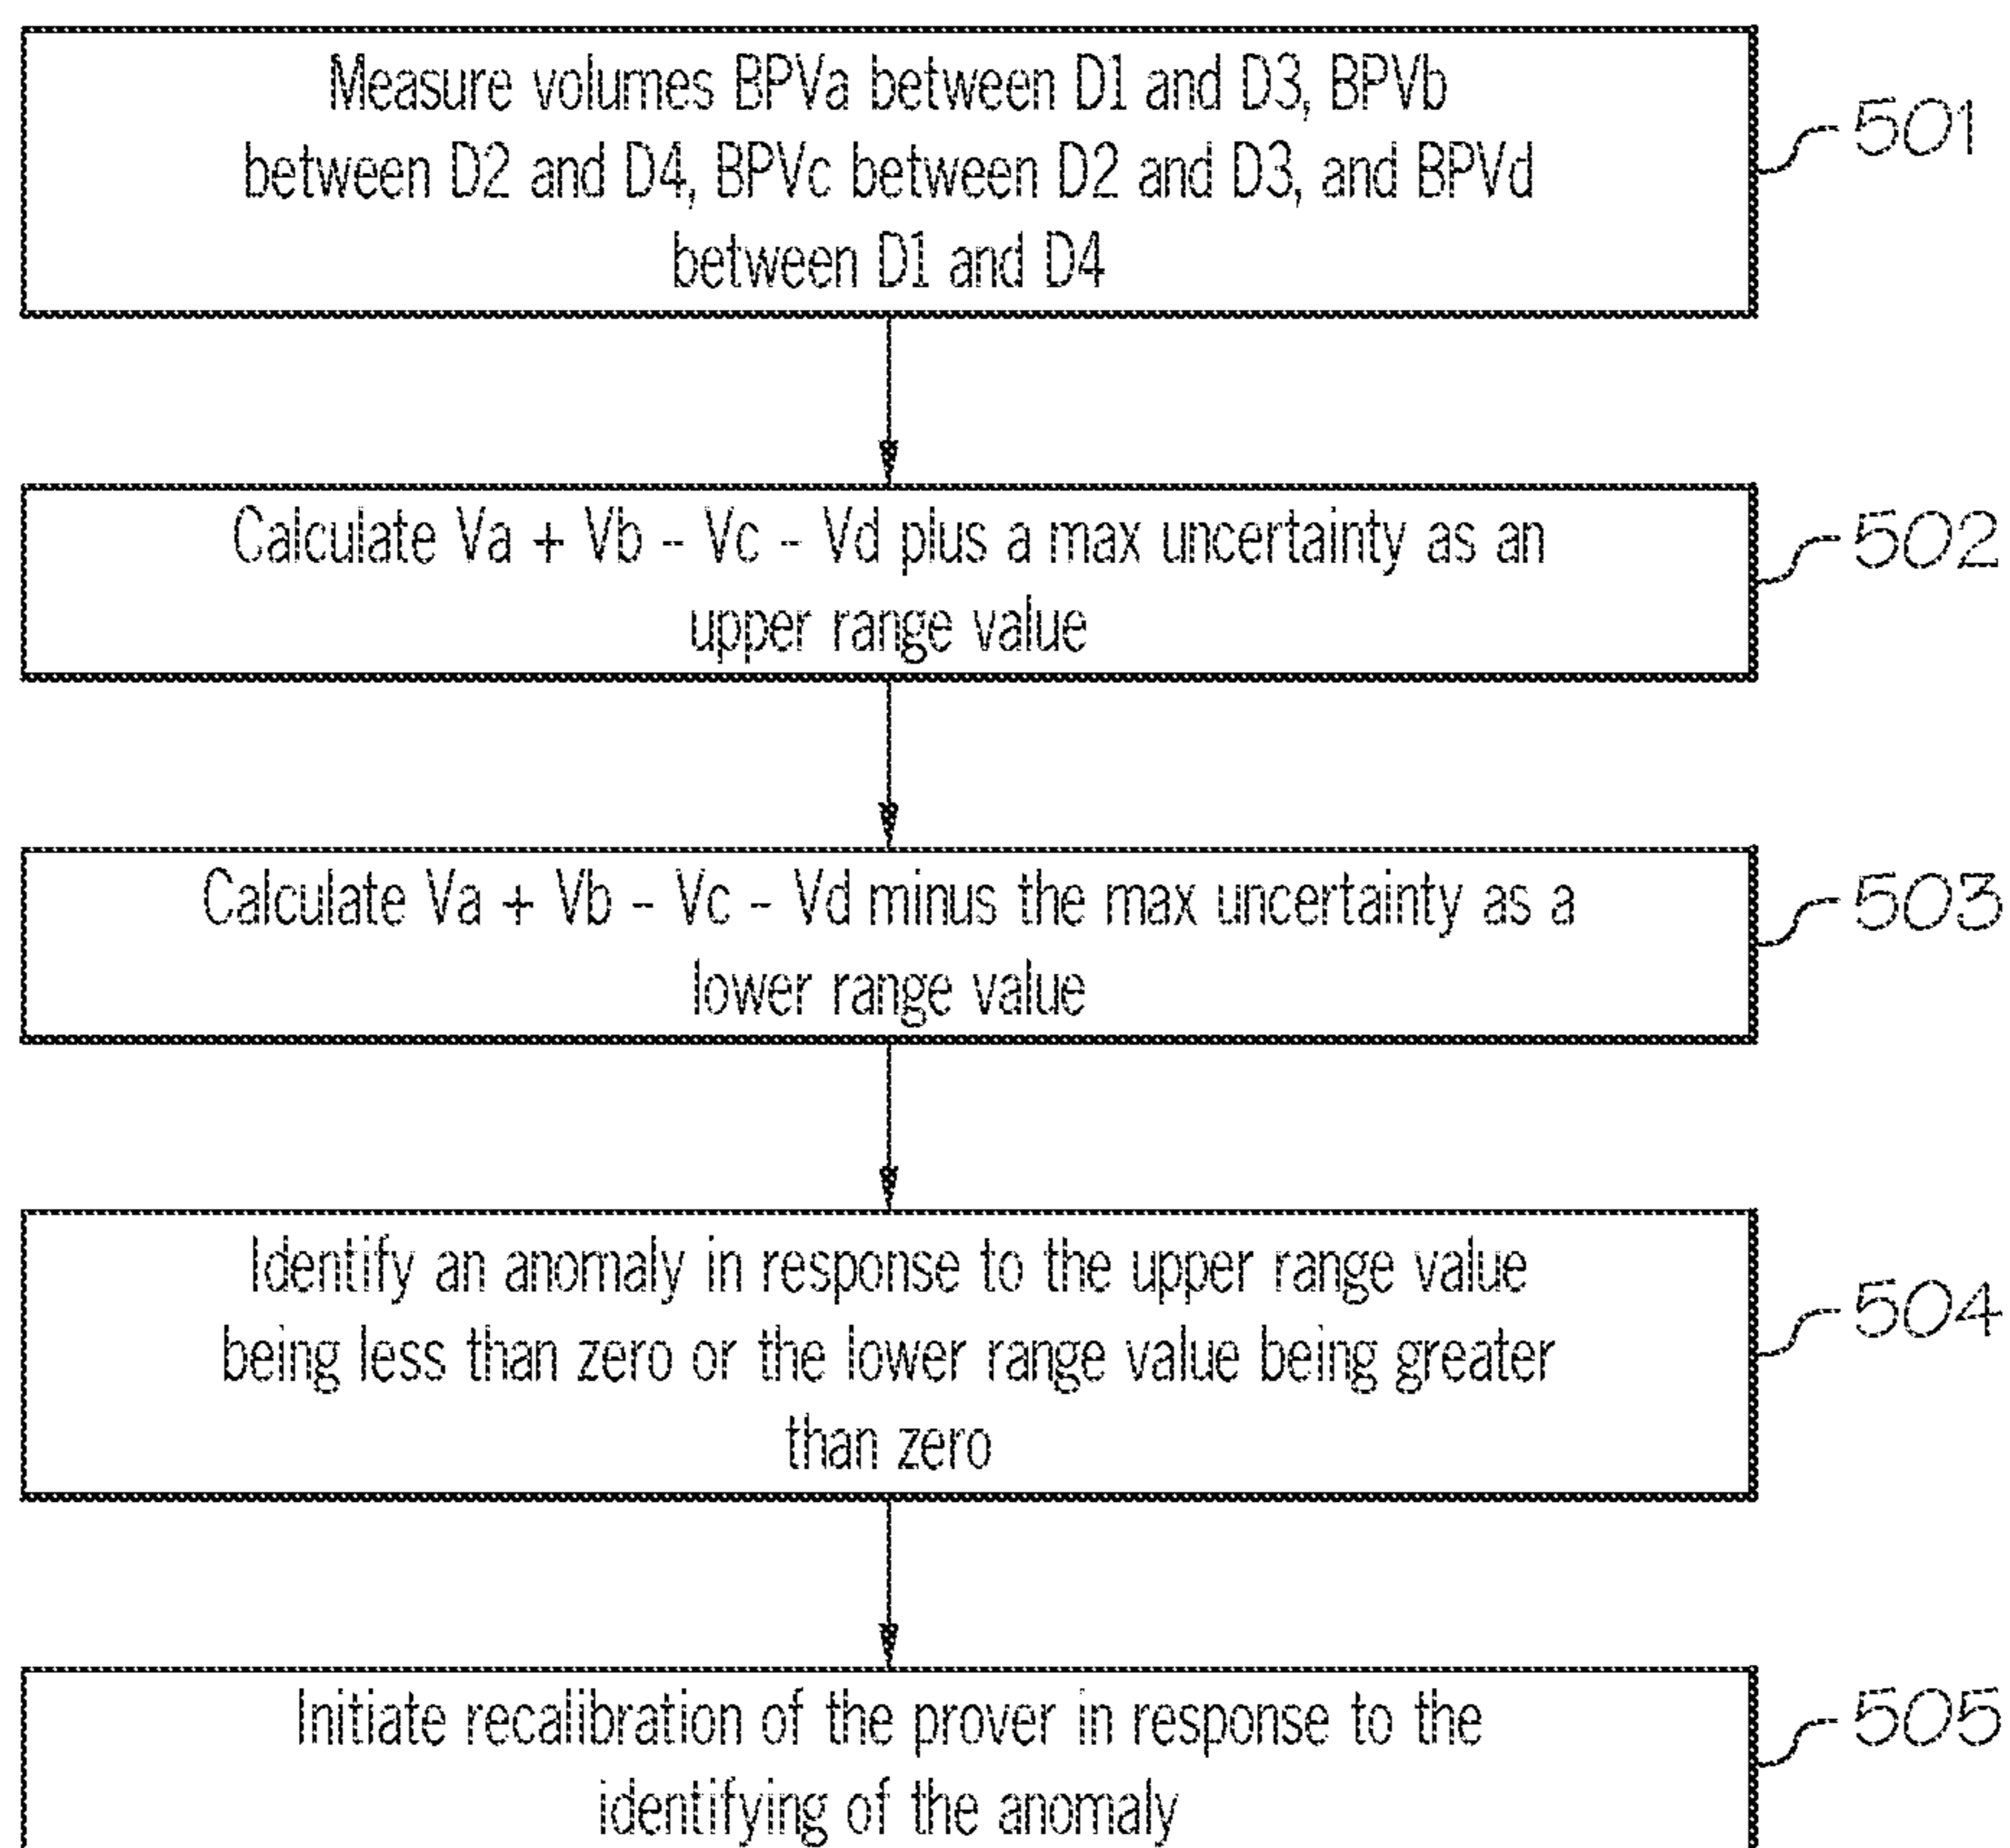 Measure volumes BPVa between D1 and D3, BPVb
between D2 and D4, BPVc between D2 and D3, and BPVd
between D1 and D4
501
Calculate Va + Vb - Vc - Vd plus a max uncertainty as an
upper range value
502
Calculate Va + Vb - Vc - Vd minus the max uncertainty as a
lower range value
503
Identify an anomaly in response to the upper range value
being less than zero or the lower range value being greater
than zero
504
Initiate recalibration of the prover in response to the
identifying of the anomaly
505